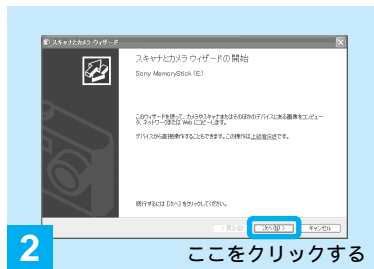 スキャナとカメラ ウィザード
スキャナとカメラ ウィザードの開始
Sony MemoryStick (E)
このウィザードを使って、カメラやスキャナまたはそのほかのデバイスにある画像をコンピュー
タ、ネットワークまたは Web にコピーします。
デバイスから直接操作することもできます。この操作は上級者向きです。
続行するには [次へ] をクリックしてください。
< 戻る(B) 次へ(N) > キャンセル
2 ここをクリックする